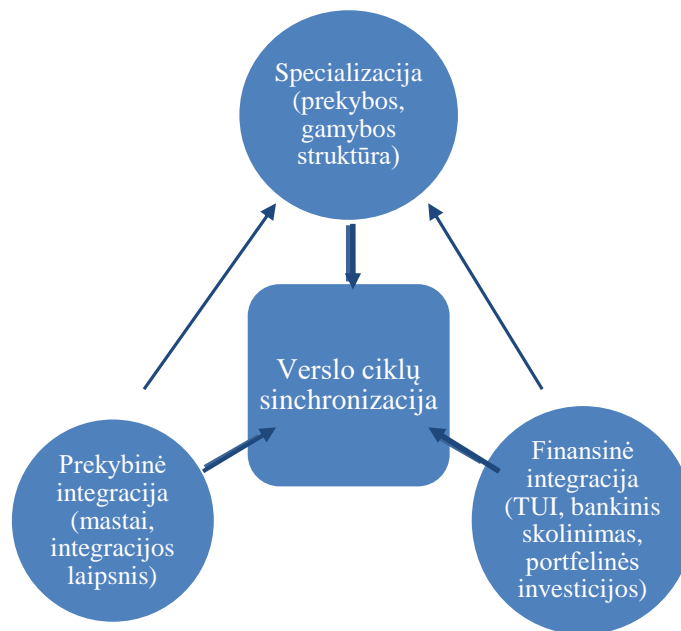 Specializacija
(prekybos,
gamybos
struktūra)
Verslo ciklų
sinchronizacija
Prekybinė
integracija
(mastai,
integracijos
laipsnis)
Finansinė
integracija
(TUI, bankinis
skolinimas,
portfelinės
investicijos)